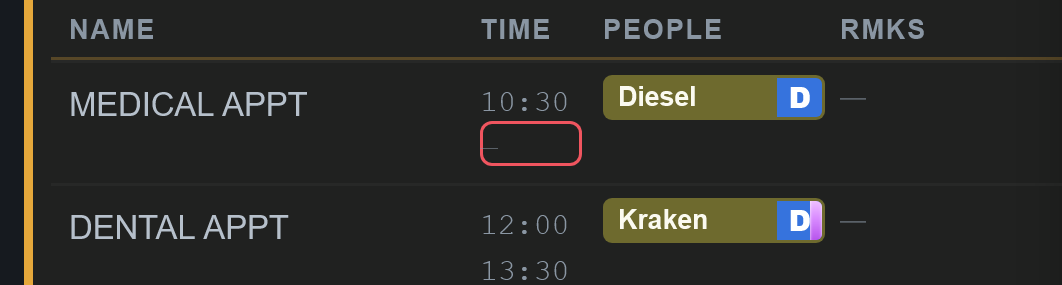 NAME TIME PEOPLE RMKS
MEDICAL APPT 10:30 Diesel D —
—
DENTAL APPT 12:00 Kraken D —
13:30